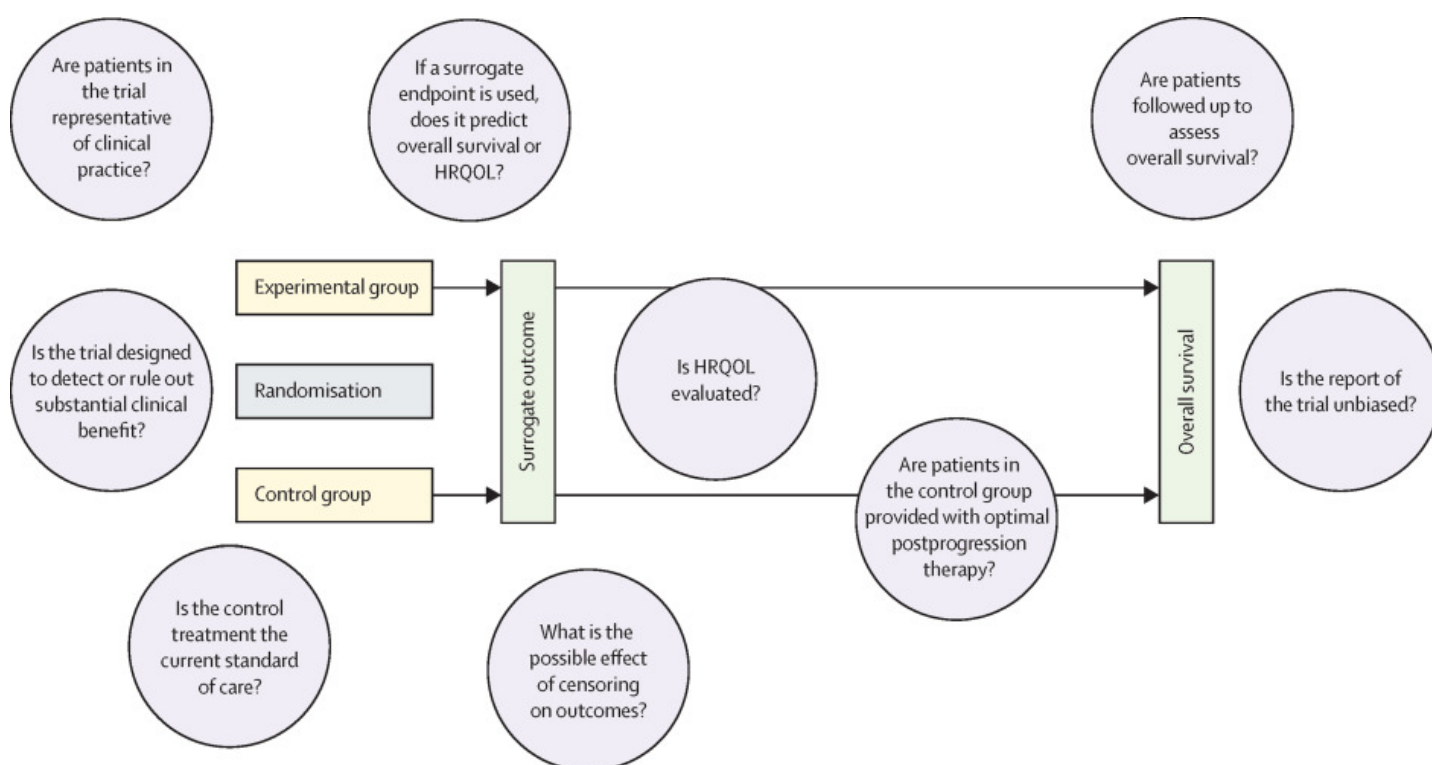 Are patients in
the trial
representative
of clinical
practice?
If a surrogate
endpoint is used,
does it predict
overall survival or
HRQOL?
Are patients
followed up to
assess
overall survival?
Experimental group
Randomisation
Control group
Surrogate outcome
Overall survival
Is the trial designed
to detect or rule out
substantial clinical
benefit?
Is HRQOL
evaluated?
Is the report of
the trial unbiased?
Are patients in
the control group
provided with optimal
postprogression
therapy?
Is the control
treatment the
current standard
of care?
What is the
possible effect
of censoring
on outcomes?